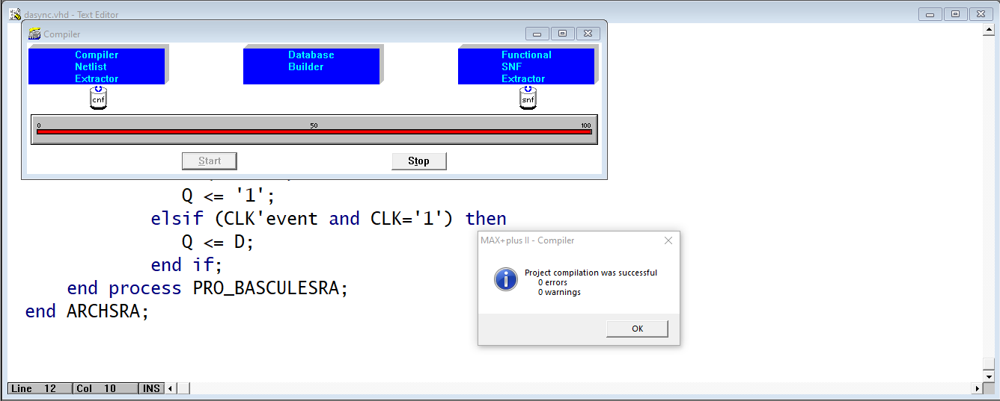 dasync.vhd - Text Editor
Compiler
Compiler
Netlist
Extractor
Database
Builder
Functional
SNF
Extractor
cnf
snf
0 50 100
Start
Stop
Q <= '1';
elsif (CLK'event and CLK='1') then
Q <= D;
end if;
end process PRO_BASCULESRA;
end ARCHSRA;
MAX+plus II - Compiler
Project compilation was successful
0 errors
0 warnings
OK
Line 12 Col 10 INS